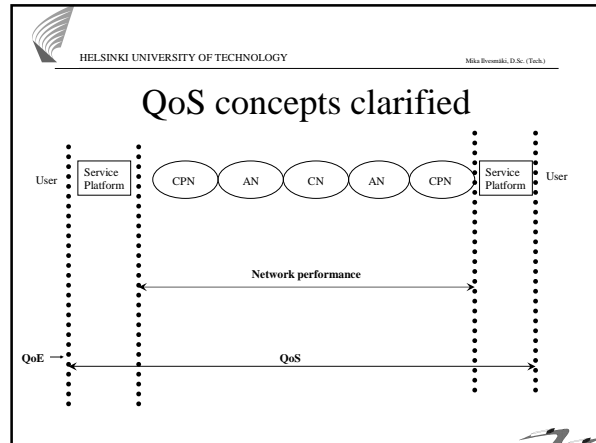 HELSINKI UNIVERSITY OF TECHNOLOGY
Mika Ilvesmäki, D.Sc. (Tech.)
QoS concepts clarified
User
Service
Platform
CPN
AN
CN
AN
CPN
Service
Platform
User
Network performance
QoE
QoS